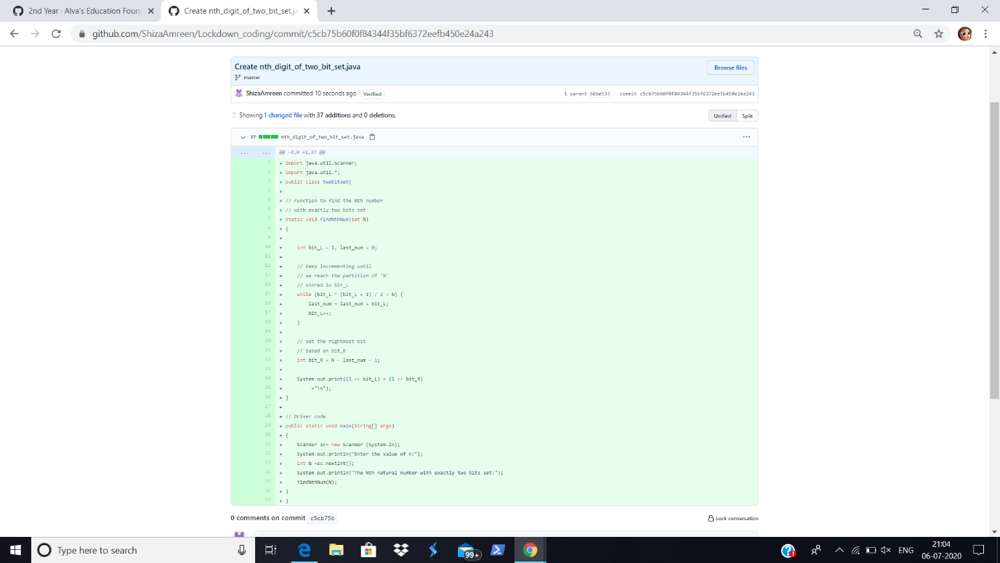 2nd Year · Alva's Education Foun
Create nth_digit_of_two_bit_set.ja
github.com/ShizaAmreen/Lockdown_coding/commit/c5cb75b60f0f84344f35bf6372eefb450e24a243
Create nth_digit_of_two_bit_set.java
Browse files
master
ShizaAmreen committed 10 seconds ago Verified
1 parent 666e533 commit c5cb75b60f0f84344f35bf6372eefb450e24a243
Showing 1 changed file with 37 additions and 0 deletions.
Unified Split
37 nth_digit_of_two_bit_set.java ...
... ... @@ -0,0 +1,37 @@
1 + import java.util.Scanner;
2 + import java.util.*;
3 + public class twobitset{
4 +
5 + // Function to find the Nth number
6 + // with exactly two bits set
7 + static void findNthNum(int N)
8 + {
9 +
10 + int bit_L = 1, last_num = 0;
11 +
12 + // Keep incrementing until
13 + // we reach the partition of 'N'
14 + // stored in bit_L
15 + while (bit_L * (bit_L + 1) / 2 < N) {
16 + last_num = last_num + bit_L;
17 + bit_L++;
18 + }
19 +
20 + // set the rightmost bit
21 + // based on bit_R
22 + int bit_R = N - last_num - 1;
23 +
24 + System.out.print((1 << bit_L) + (1 << bit_R)
25 + +"\n");
26 + }
27 +
28 + // Driver code
29 + public static void main(String[] args)
30 + {
31 + Scanner sc= new Scanner (System.in);
32 + System.out.println("Enter the value of n:");
33 + int N =sc.nextInt();
34 + System.out.println("The Nth natural number with exactly two bits set:");
35 + findNthNum(N);
36 + }
37 + }
0 comments on commit c5cb75b
Lock conversation
Type here to search
99+
ENG
21:04
06-07-2020